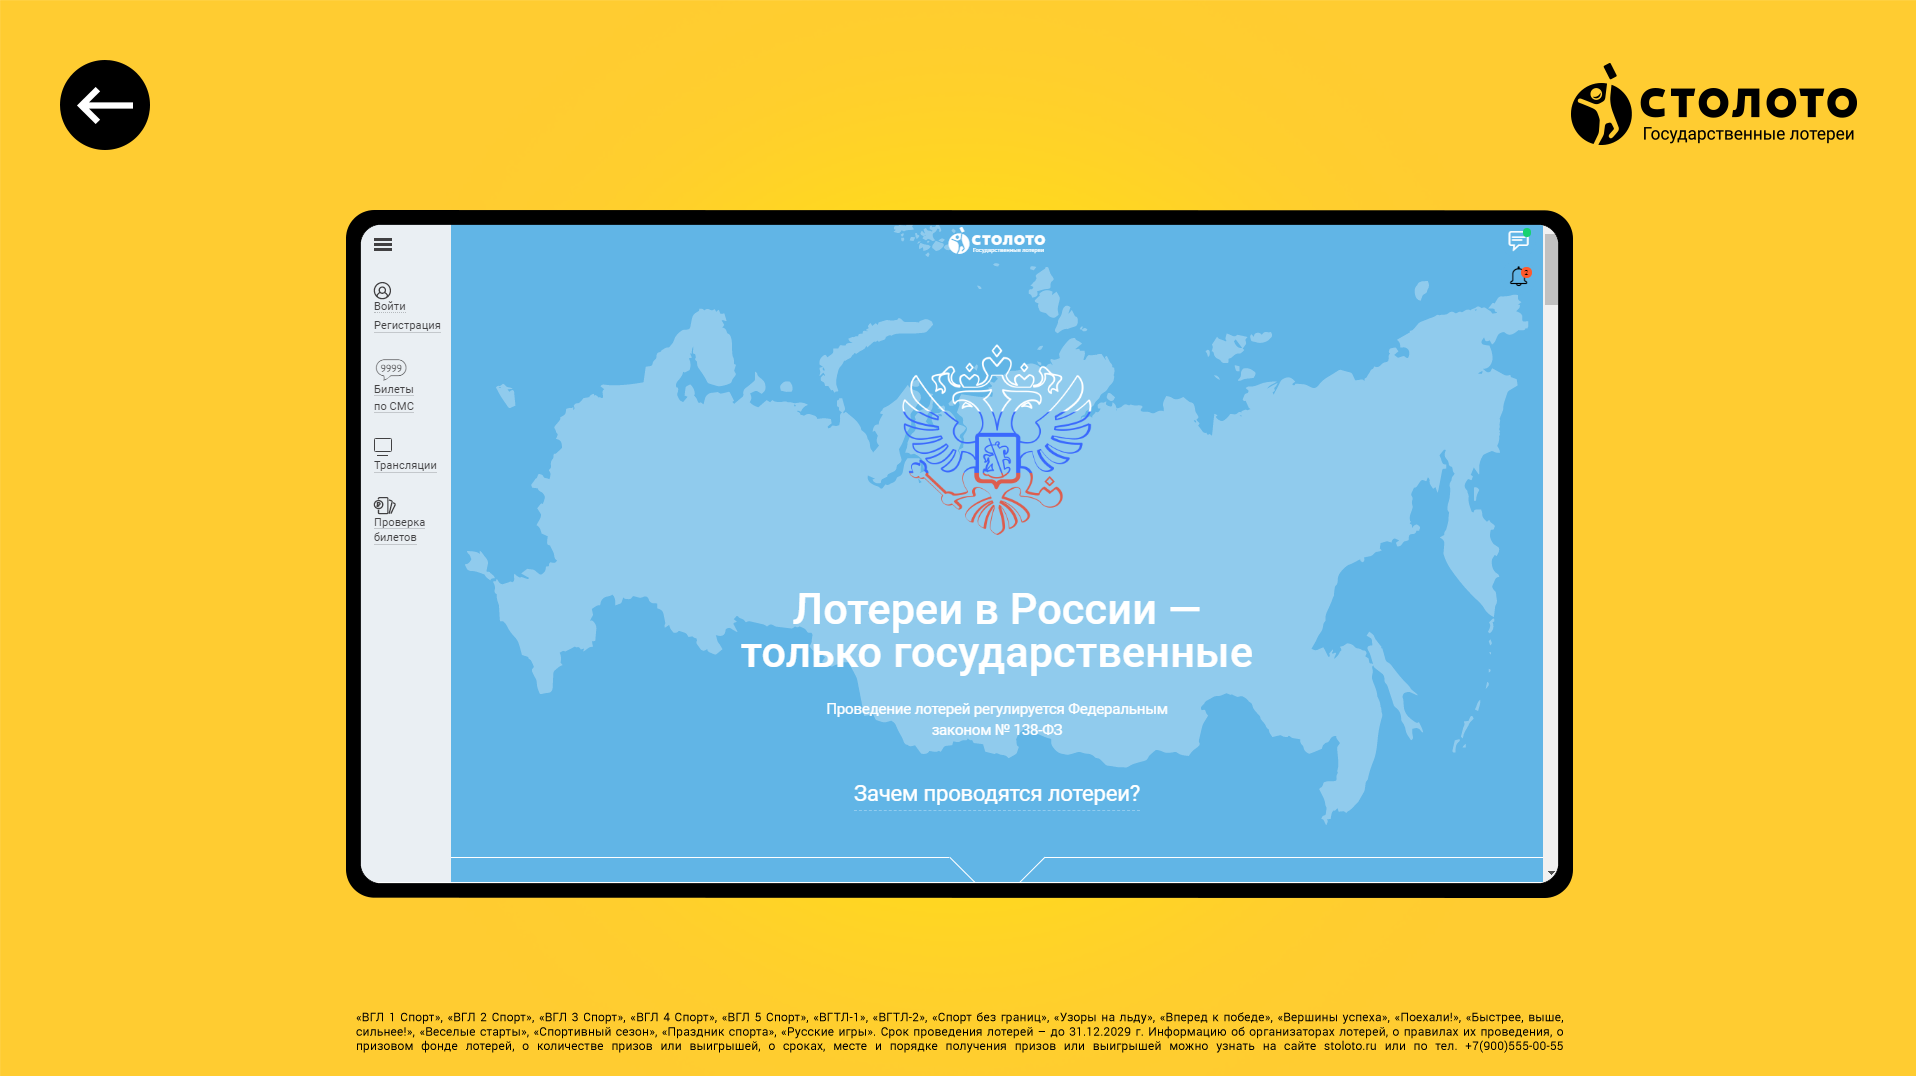 СТОЛОТО
Государственные лотереи
СТОЛОТО
Государственные лотереи
2
Войти
Регистрация
9999
Билеты
по СМС
Трансляции
Проверка
билетов
Лотереи в России —
только государственные
Проведение лотерей регулируется Федеральным
законом № 138-ФЗ
Зачем проводятся лотереи?
«ВГЛ 1 Спорт», «ВГЛ 2 Спорт», «ВГЛ 3 Спорт», «ВГЛ 4 Спорт», «ВГЛ 5 Спорт», «ВГТЛ-1», «ВГТЛ-2», «Спорт без границ», «Узоры на льду», «Вперед к победе», «Вершины успеха», «Поехали!», «Быстрее, выше,
сильнее!», «Веселые старты», «Спортивный сезон», «Праздник спорта», «Русские игры». Срок проведения лотерей – до 31.12.2029 г. Информацию об организаторах лотерей, о правилах их проведения, о
призовом фонде лотерей, о количестве призов или выигрышей, о сроках, месте и порядке получения призов или выигрышей можно узнать на сайте stoloto.ru или по тел. +7(900)555-00-55